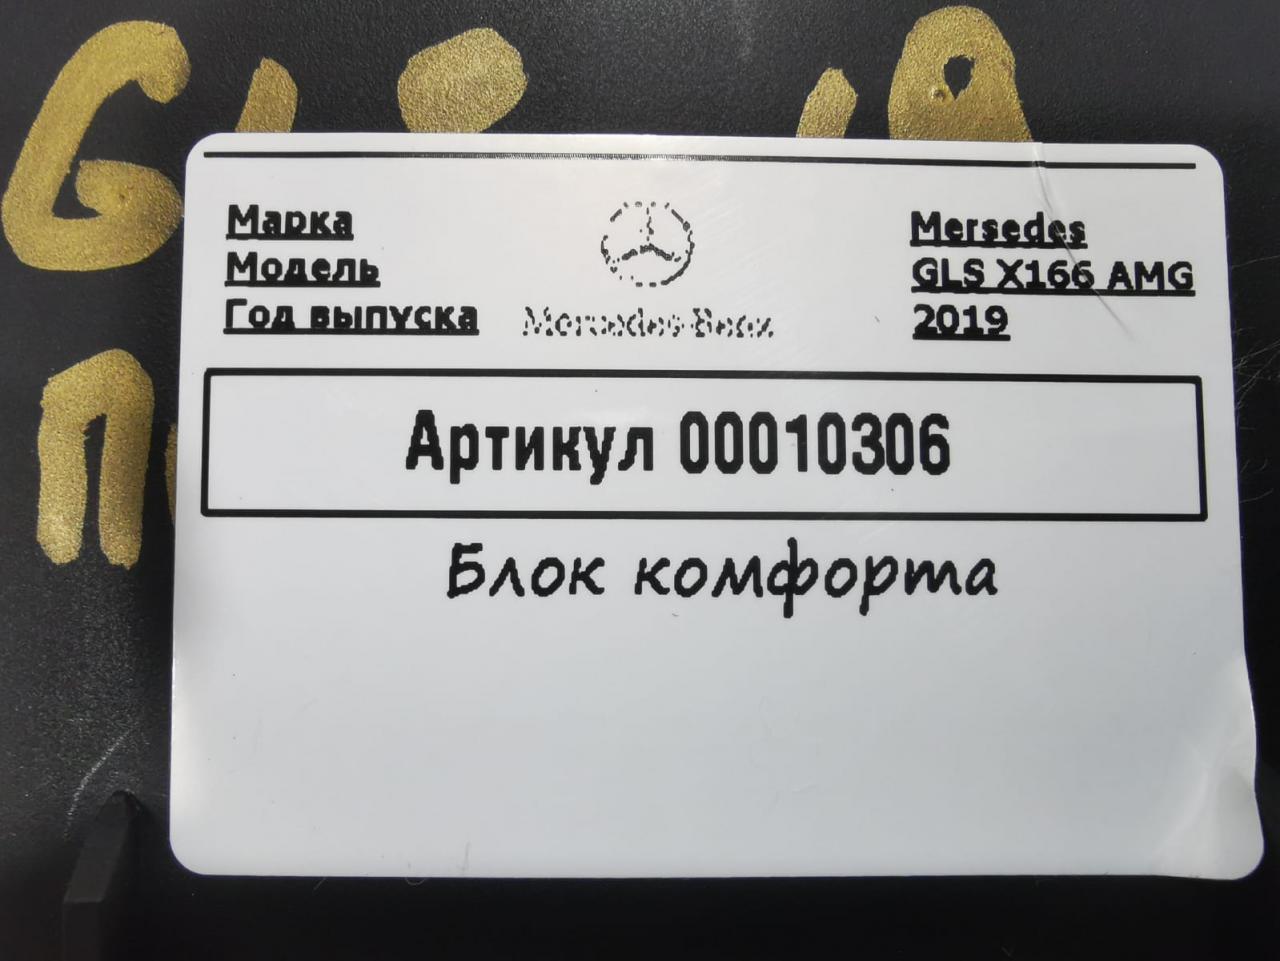 Марка
Модель
Год выпуска
Mercedes-Benz
Mersedes
GLS X166 AMG
2019
Артикул 00010306
Блок комфорта